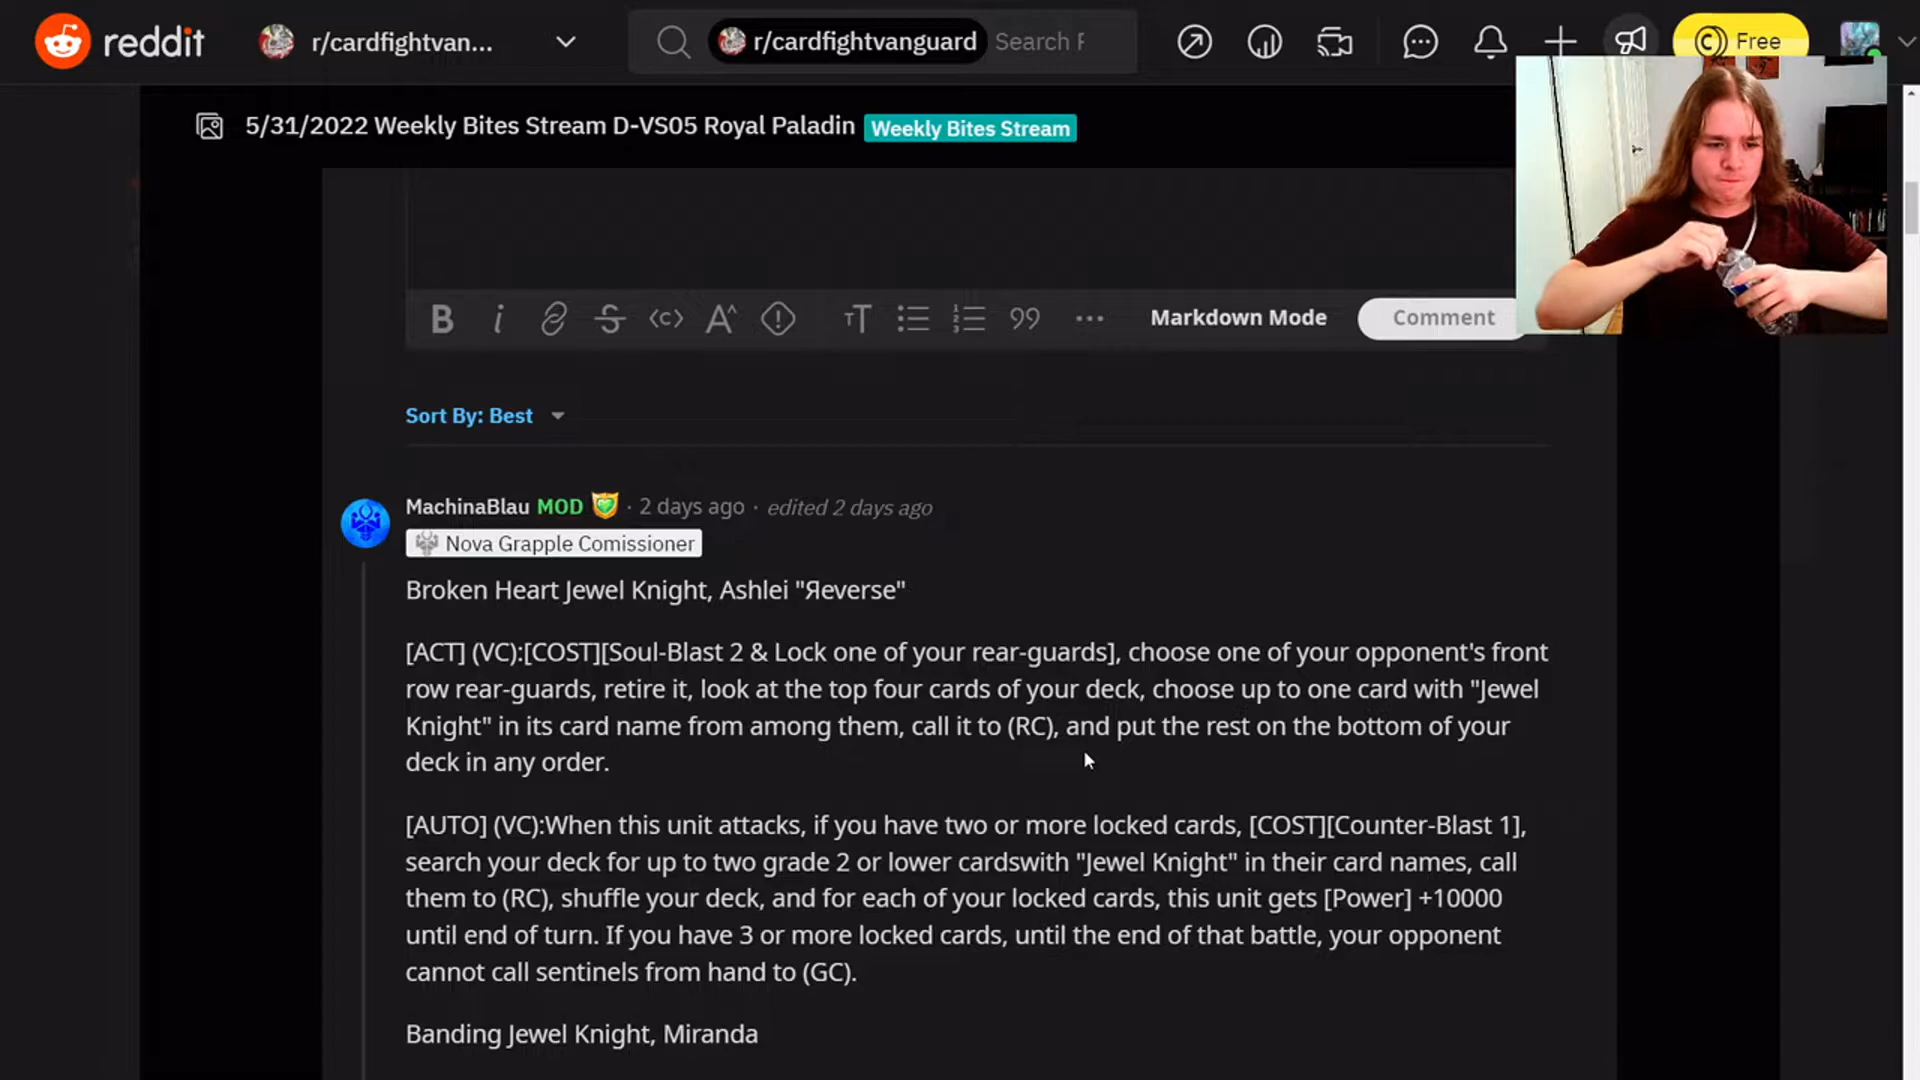 reddit r/cardfightvan... r/cardfightvanguard Search F Free
5/31/2022 Weekly Bites Stream D-VS05 Royal Paladin Weekly Bites Stream
B i <c> A TT 99 ... Markdown Mode Comment
Sort By: Best
MachinaBlau MOD · 2 days ago · edited 2 days ago
Nova Grapple Comissioner
Broken Heart Jewel Knight, Ashlei "Яeverse"
[ACT] (VC):[COST][Soul-Blast 2 & Lock one of your rear-guards], choose one of your opponent's front
row rear-guards, retire it, look at the top four cards of your deck, choose up to one card with "Jewel
Knight" in its card name from among them, call it to (RC), and put the rest on the bottom of your
deck in any order.
[AUTO] (VC):When this unit attacks, if you have two or more locked cards, [COST][Counter-Blast 1],
search your deck for up to two grade 2 or lower cardswith "Jewel Knight" in their card names, call
them to (RC), shuffle your deck, and for each of your locked cards, this unit gets [Power] +10000
until end of turn. If you have 3 or more locked cards, until the end of that battle, your opponent
cannot call sentinels from hand to (GC).
Banding Jewel Knight, Miranda